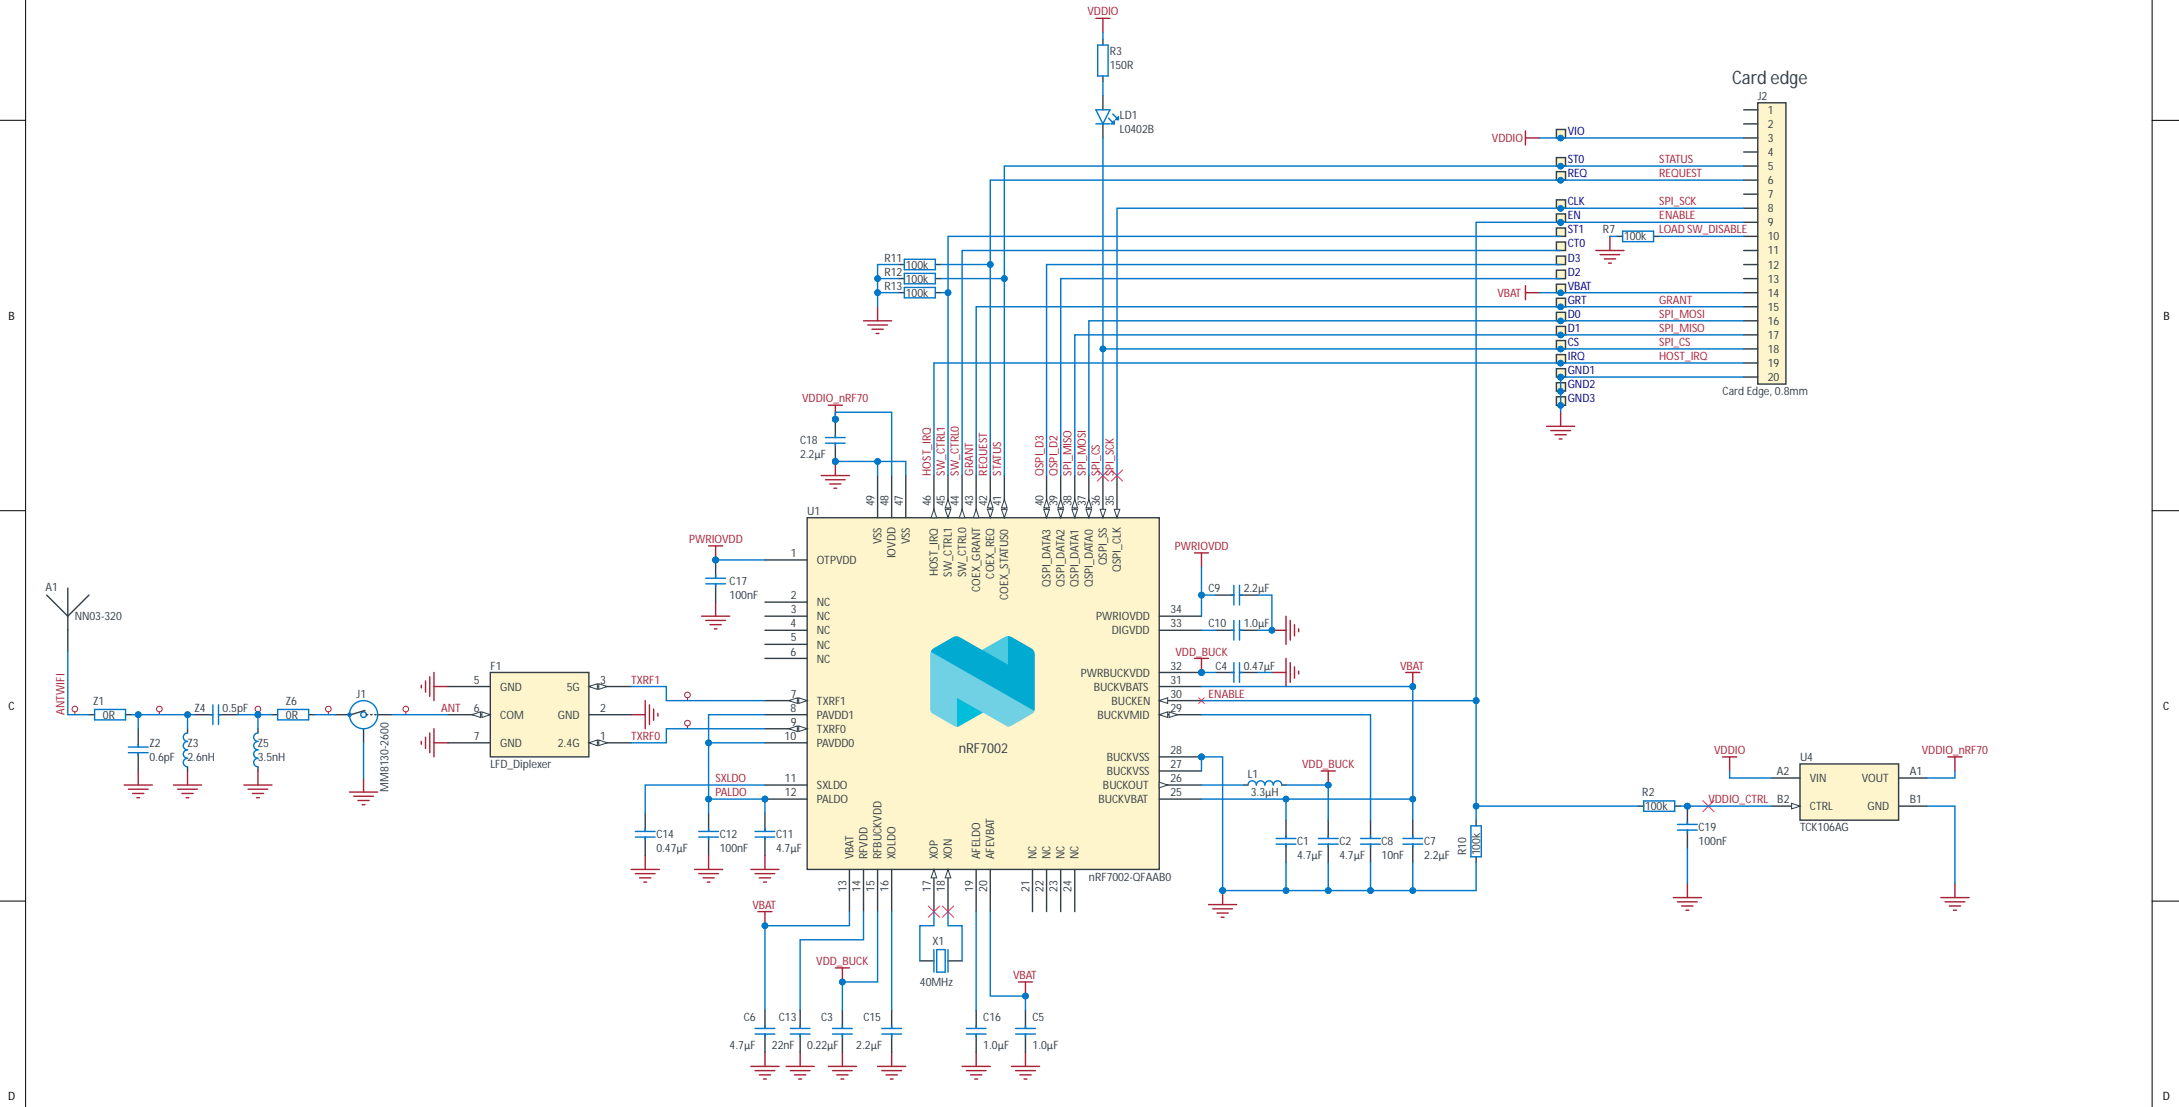 VDDIO
R3
150R
LD1
L0402B
Card edge
J2
VDDIO
VIO
ST0 STATUS
REQ REQUEST
CLK SPI_SCK
EN ENABLE
ST1 R7 100k LOAD SW_DISABLE
CT0
D3
D2
VBAT VBAT
GRT GRANT
D0 SPI_MOSI
D1 SPI_MISO
CS SPI_CS
IRQ HOST_IRQ
GND1
GND2
GND3
1
2
3
4
5
6
7
8
9
10
11
12
13
14
15
16
17
18
19
20
Card Edge, 0.8mm
R11 100k
R12 100k
R13 100k
B
B
VDDIO_nRF70
C18
2.2µF
HOST_IRQ
SW_CTRL1
SW_CTRL0
GRANT
REQUEST
STATUS
QSPI_D3
QSPI_D2
SPI_MISO
SPI_MOSI
SPI_CS
SPI_SCK
49
48
47
46
45
44
43
42
41
40
39
38
37
36
35
U1
VSS
IOVDD
VSS
HOST_IRQ
SW_CTRL1
SW_CTRL0
COEX_GRANT
COEX_REQ
COEX_STATUS0
QSPI_DATA3
QSPI_DATA2
QSPI_DATA1
QSPI_DATA0
QSPI_SS
QSPI_CLK
PWRIOVDD
C17
100nF
1 OTPVDD
2 NC
3 NC
4 NC
5 NC
6 NC
7 TXRF1
8 PAVDD1
9 TXRF0
10 PAVDD0
11 SXLDO
12 PALDO
nRF7002
PWRIOVDD
C9 2.2µF
PWRIOVDD 34
DIGVDD 33
C10 1.0µF
VDD_BUCK
PWRBUCKVDD 32
C4 0.47µF
BUCKVBATS 31
BUCKEN 30 ENABLE
BUCKVMID 29
BUCKVSS 28
BUCKVSS 27
BUCKOUT 26
BUCKVBAT 25
VBAT
L1
3.3µH
VDD_BUCK
C1
4.7µF
C2
4.7µF
C8
10nF
C7
2.2µF
R10
100k
A1
NN03-320
ANTWIFI
Z1
0R
Z2
0.6pF
Z3
2.6nH
Z4 0.5pF
Z5
3.5nH
Z6
0R
J1
MM8130-2600
ANT
F1
5 GND
6 COM
7 GND
5G 3
GND 2
2.4G 1
LFD_Diplexer
TXRF1
TXRF0
SXLDO
PALDO
C14
0.47µF
C12
100nF
C11
4.7µF
VBAT
RFVDD
RFBUCKVDD
XOLDO
XOP
XON
AFELDO
AFEVBAT
NC
NC
NC
NC
nRF7002-QFAAB0
13
14
15
16
17
18
19
20
21
22
23
24
C
C
VDDIO
U4
VDDIO_nRF70
A2 VIN VOUT A1
R2
100k
VDDIO_CTRL
B2 CTRL GND B1
TCK106AG
C19
100nF
VBAT
VDD_BUCK
X1
40MHz
VBAT
C6
4.7µF
C13
22nF
C3
0.22µF
C15
2.2µF
C16
1.0µF
C5
1.0µF
D
D